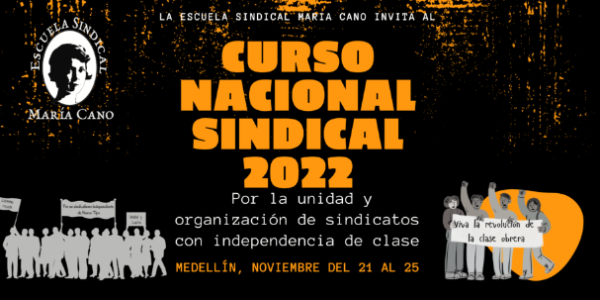 LA ESCUELA SINDICAL MARIA CANO INVITA AL
ESCUELA SINDICAL
MARÍA CANO
CURSO
NACIONAL
SINDICAL
2022
Por la unidad y
organización de sindicatos
con independencia de clase
Viva la revolución de
la clase obrera
MEDELLÍN, NOVIEMBRE DEL 21 AL 25